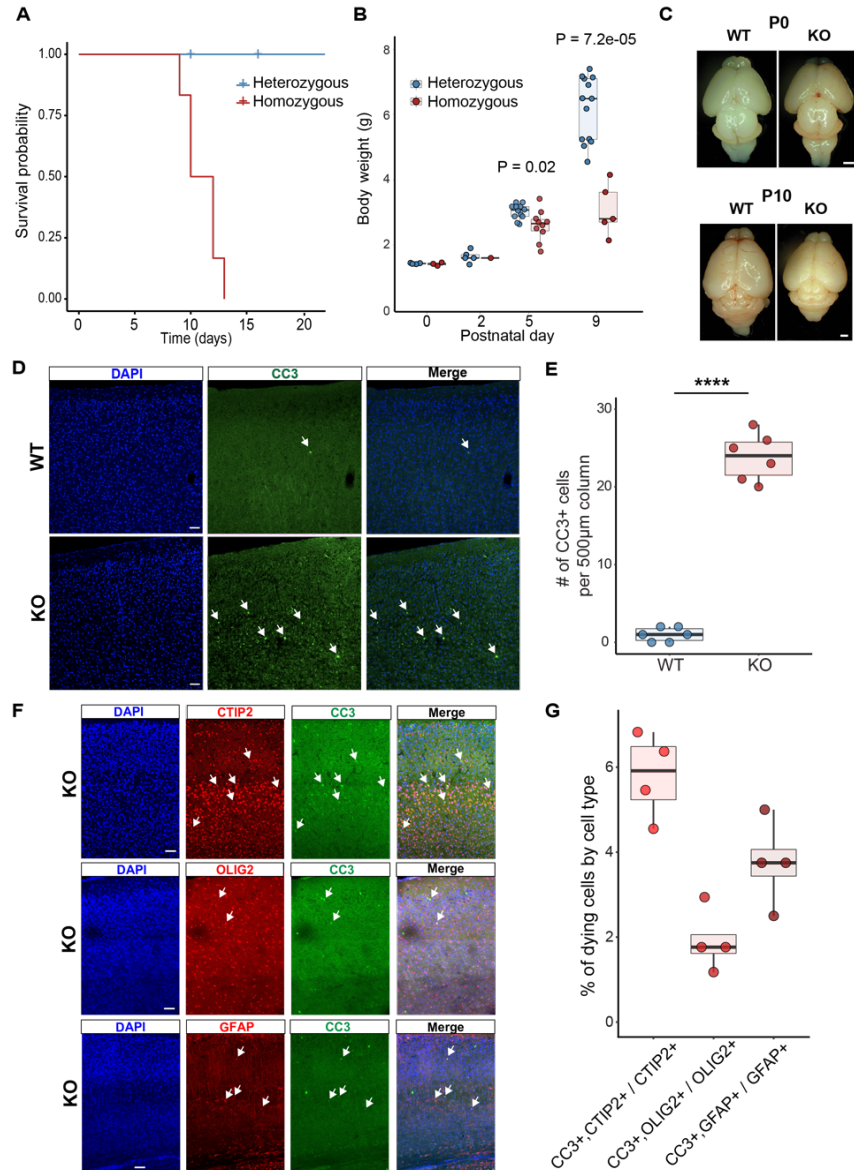 A
Survival probability
1.00
0.75
0.50
0.25
0.00
Heterozygous
Homozygous
0
5
10
15
20
Time (days)
B
P = 7.2e-05
P = 0.02
Heterozygous
Homozygous
Body weight (g)
8
6
4
2
0
0
2
5
9
Postnatal day
C
P0
WT
KO
P10
WT
KO
D
DAPI
CC3
Merge
WT
KO
E
****
# of CC3+ cells
per 500μm column
30
20
10
0
WT
KO
F
DAPI
CTIP2
CC3
Merge
KO
DAPI
OLIG2
CC3
Merge
KO
DAPI
GFAP
CC3
Merge
KO
G
% of dying cells by cell type
6
4
2
0
CC3+,CTIP2+ / CTIP2+
CC3+,OLIG2+ / OLIG2+
CC3+,GFAP+ / GFAP+